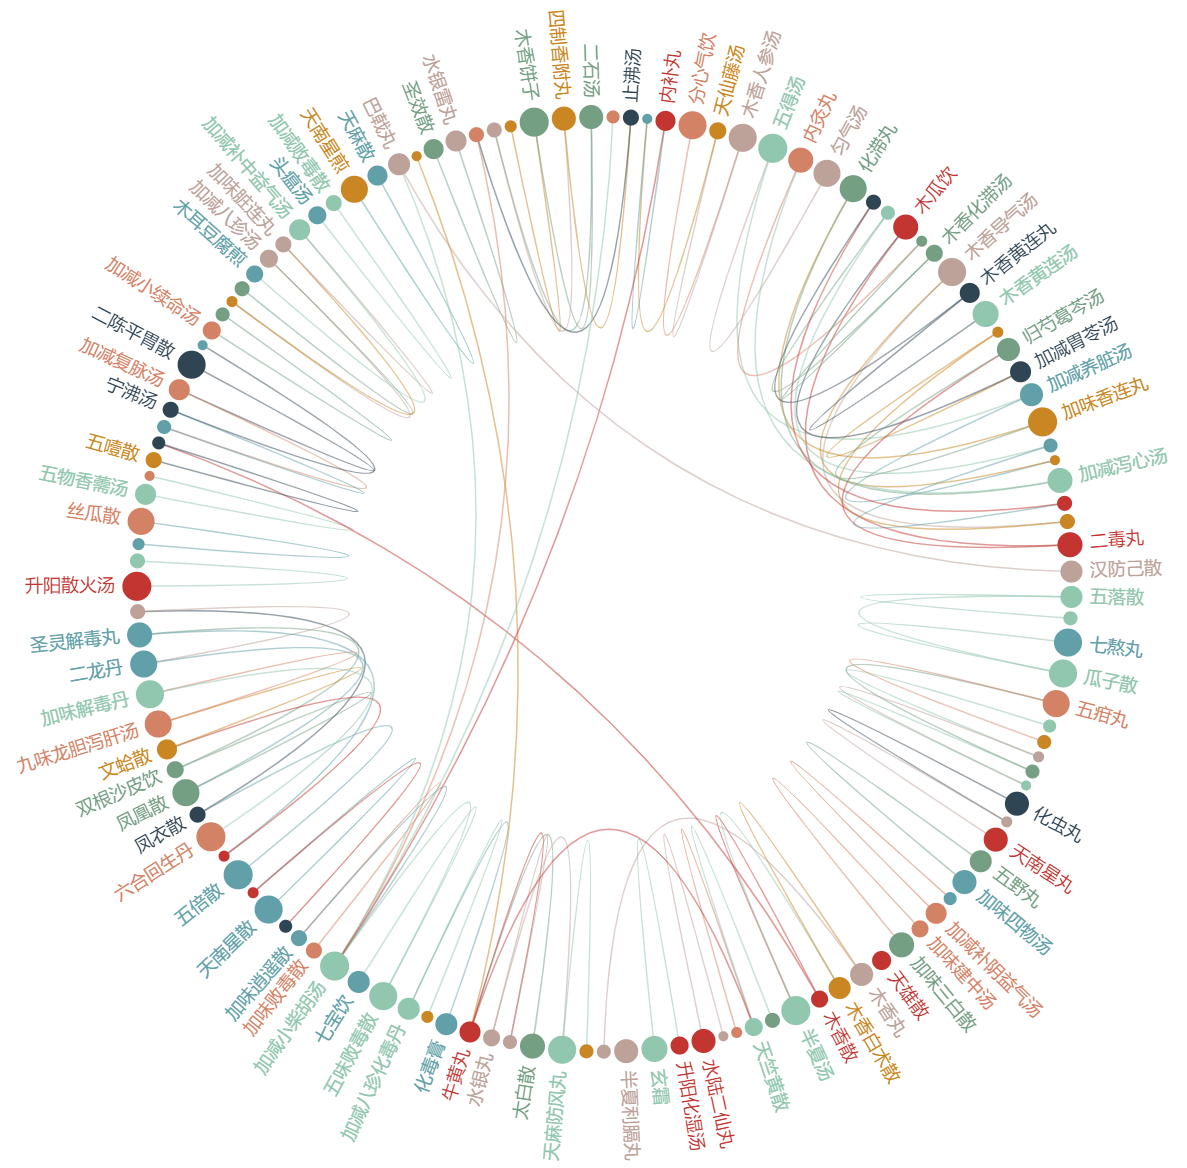 止沸汤
内补丸
分心气饮
天仙藤汤
木香人参汤
五得汤
内灸丸
匀气汤
化滞丸
木瓜饮
木香化滞汤
木香导气汤
木香黄连丸
木香黄连汤
归芍葛芩汤
加减胃苓汤
加减养脏汤
加味香连丸
加减泻心汤
二毒丸
汉防己散
五落散
七熬丸
瓜子散
五疳丸
化虫丸
天南星丸
五野丸
加味四物汤
加减补阴益气汤
加味建中汤
加味三白散
天雄散
木香丸
木香白术散
木香散
半夏汤
天竺黄散
水陆二仙丸
升阳化湿汤
玄霜
半夏利膈丸
天麻防风丸
太白散
水银丸
牛黄丸
化毒膏
加减八珍化毒丹
五味败毒散
七宝饮
加减小柴胡汤
加味败毒散
加味逍遥散
天南星散
五倍散
六合回生丹
凤衣散
凤凰散
双根沙皮饮
文蛤散
九味龙胆泻肝汤
加味解毒丹
二龙丹
圣灵解毒丸
升阳散火汤
丝瓜散
五物香薷汤
五噎散
宁沸汤
加减复脉汤
二陈平胃散
加减小续命汤
木耳豆腐煎
加减八珍汤
加味脏连丸
加减补中益气汤
头瘟汤
加减败毒散
天南星煎
天麻散
巴戟丸
圣效散
水银雷丸
木香饼子
四制香附丸
二石汤